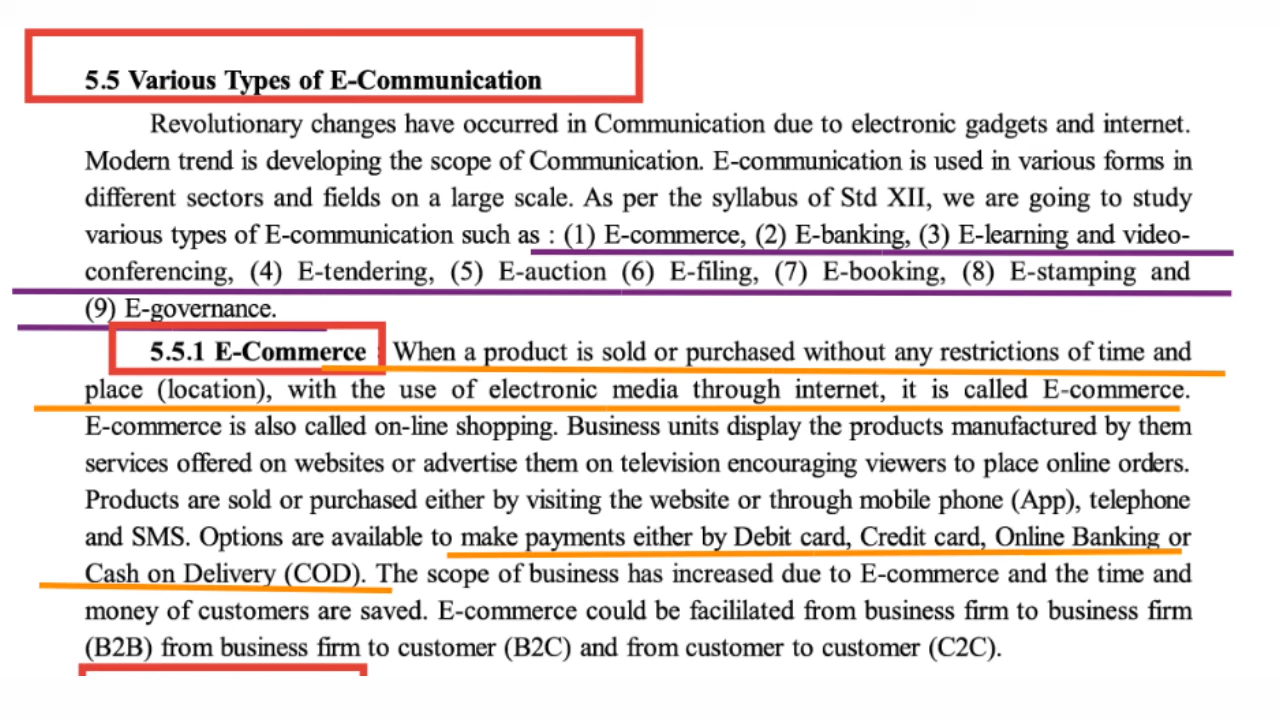 5.5 Various Types of E-Communication
Revolutionary changes have occurred in Communication due to electronic gadgets and internet.
Modern trend is developing the scope of Communication. E-communication is used in various forms in
different sectors and fields on a large scale. As per the syllabus of Std XII, we are going to study
various types of E-communication such as : (1) E-commerce, (2) E-banking, (3) E-learning and video-
conferencing, (4) E-tendering, (5) E-auction (6) E-filing, (7) E-booking, (8) E-stamping and
(9) E-governance.
5.5.1 E-Commerce : When a product is sold or purchased without any restrictions of time and
place (location), with the use of electronic media through internet, it is called E-commerce.
E-commerce is also called on-line shopping. Business units display the products manufactured by them
services offered on websites or advertise them on television encouraging viewers to place online orders.
Products are sold or purchased either by visiting the website or through mobile phone (App), telephone
and SMS. Options are available to make payments either by Debit card, Credit card, Online Banking or
Cash on Delivery (COD). The scope of business has increased due to E-commerce and the time and
money of customers are saved. E-commerce could be facililated from business firm to business firm
(B2B) from business firm to customer (B2C) and from customer to customer (C2C).